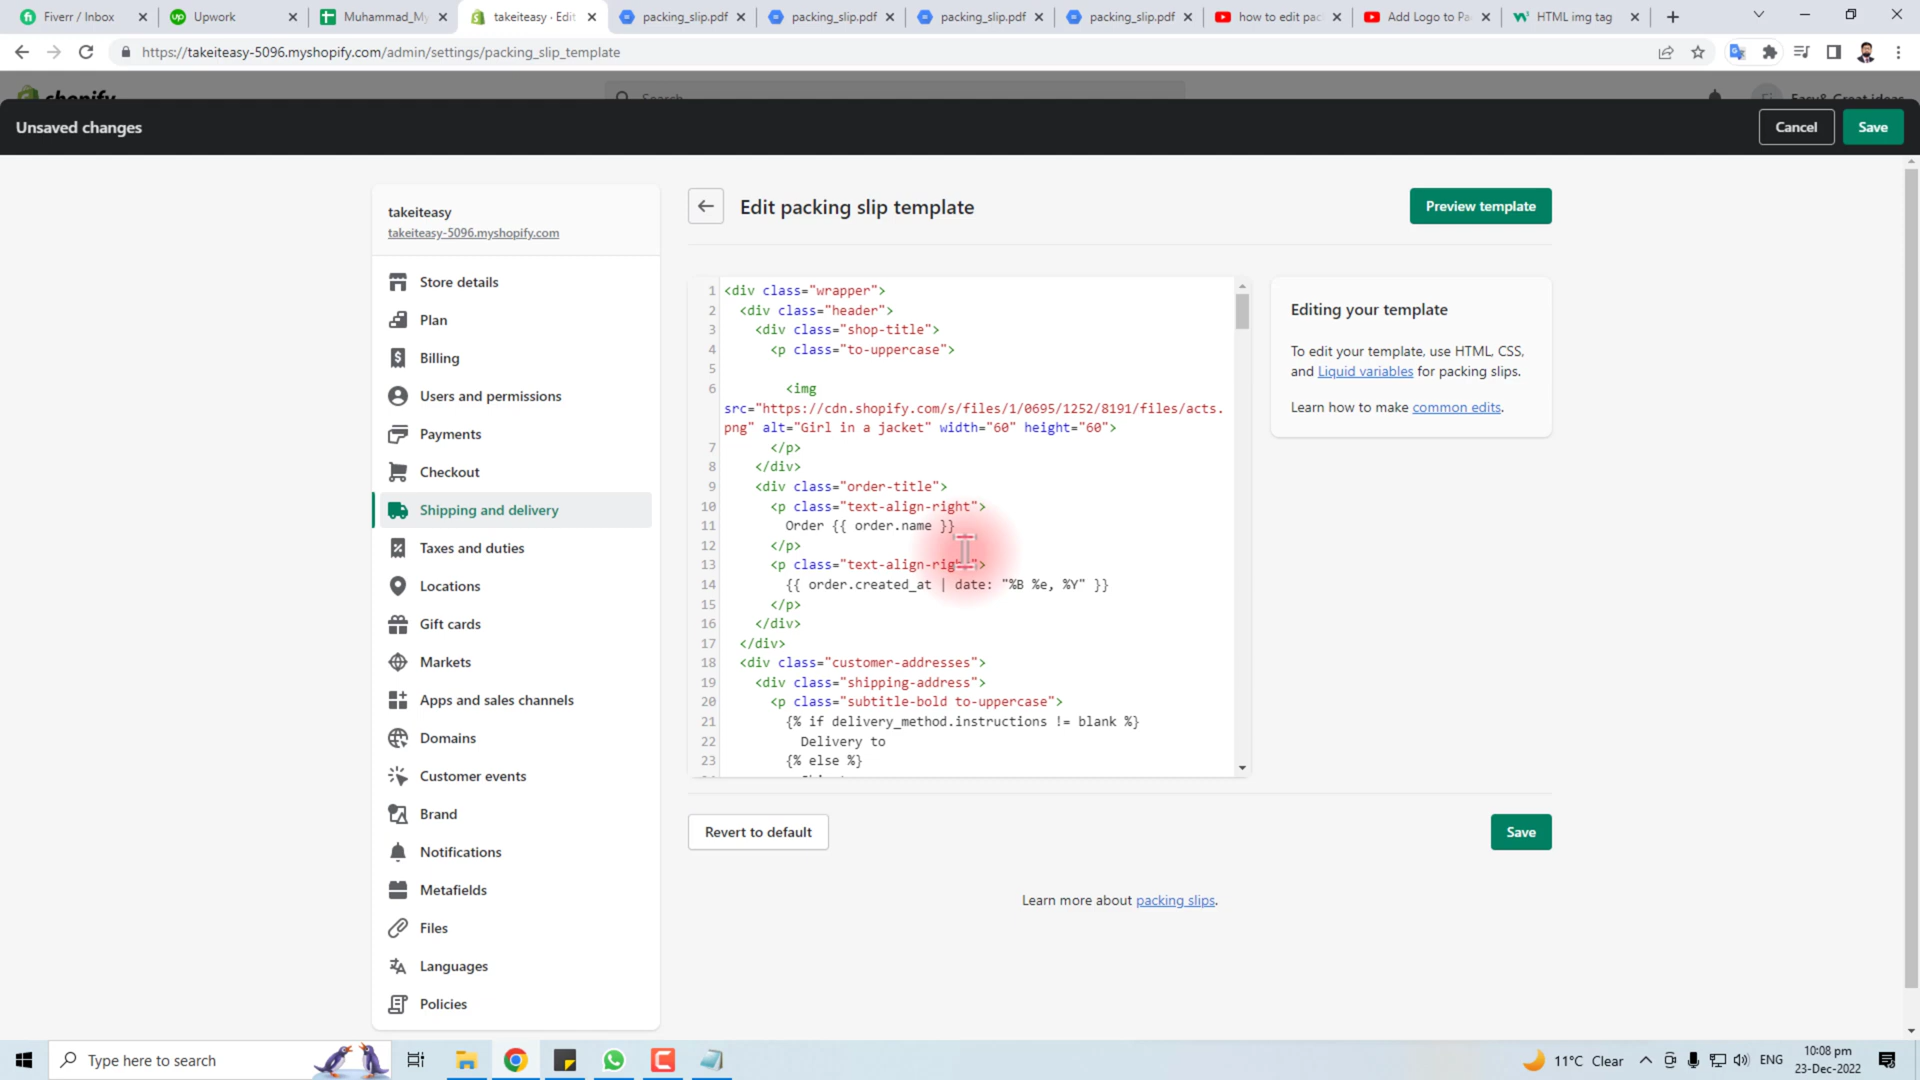 Fiverr / Inbox
Upwork
Muhammad_My
takeiteasy · Edit
packing_slip.pdf
packing_slip.pdf
packing_slip.pdf
packing_slip.pdf
how to edit pac
Add Logo to Pa
HTML img tag
https://takeiteasy-5096.myshopify.com/admin/settings/packing_slip_template
shopify
Search
Easy& Great ideas
Unsaved changes
Cancel
Save
takeiteasy
takeiteasy-5096.myshopify.com
Store details
Plan
Billing
Users and permissions
Payments
Checkout
Shipping and delivery
Taxes and duties
Locations
Gift cards
Markets
Apps and sales channels
Domains
Customer events
Brand
Notifications
Metafields
Files
Languages
Policies
Edit packing slip template
Preview template
1 <div class="wrapper">
2 <div class="header">
3 <div class="shop-title">
4 <p class="to-uppercase">
5
6 <img
src="https://cdn.shopify.com/s/files/1/0695/1252/8191/files/acts.
png" alt="Girl in a jacket" width="60" height="60">
7 </p>
8 </div>
9 <div class="order-title">
10 <p class="text-align-right">
11 Order {{ order.name }}
12 </p>
13 <p class="text-align-right">
14 {{ order.created_at | date: "%B %e, %Y" }}
15 </p>
16 </div>
17 </div>
18 <div class="customer-addresses">
19 <div class="shipping-address">
20 <p class="subtitle-bold to-uppercase">
21 {% if delivery_method.instructions != blank %}
22 Delivery to
23 {% else %}
Editing your template
To edit your template, use HTML, CSS,
and Liquid variables for packing slips.
Learn how to make common edits.
Revert to default
Save
Learn more about packing slips.
Type here to search
11°C Clear
ENG
10:08 pm
23-Dec-2022